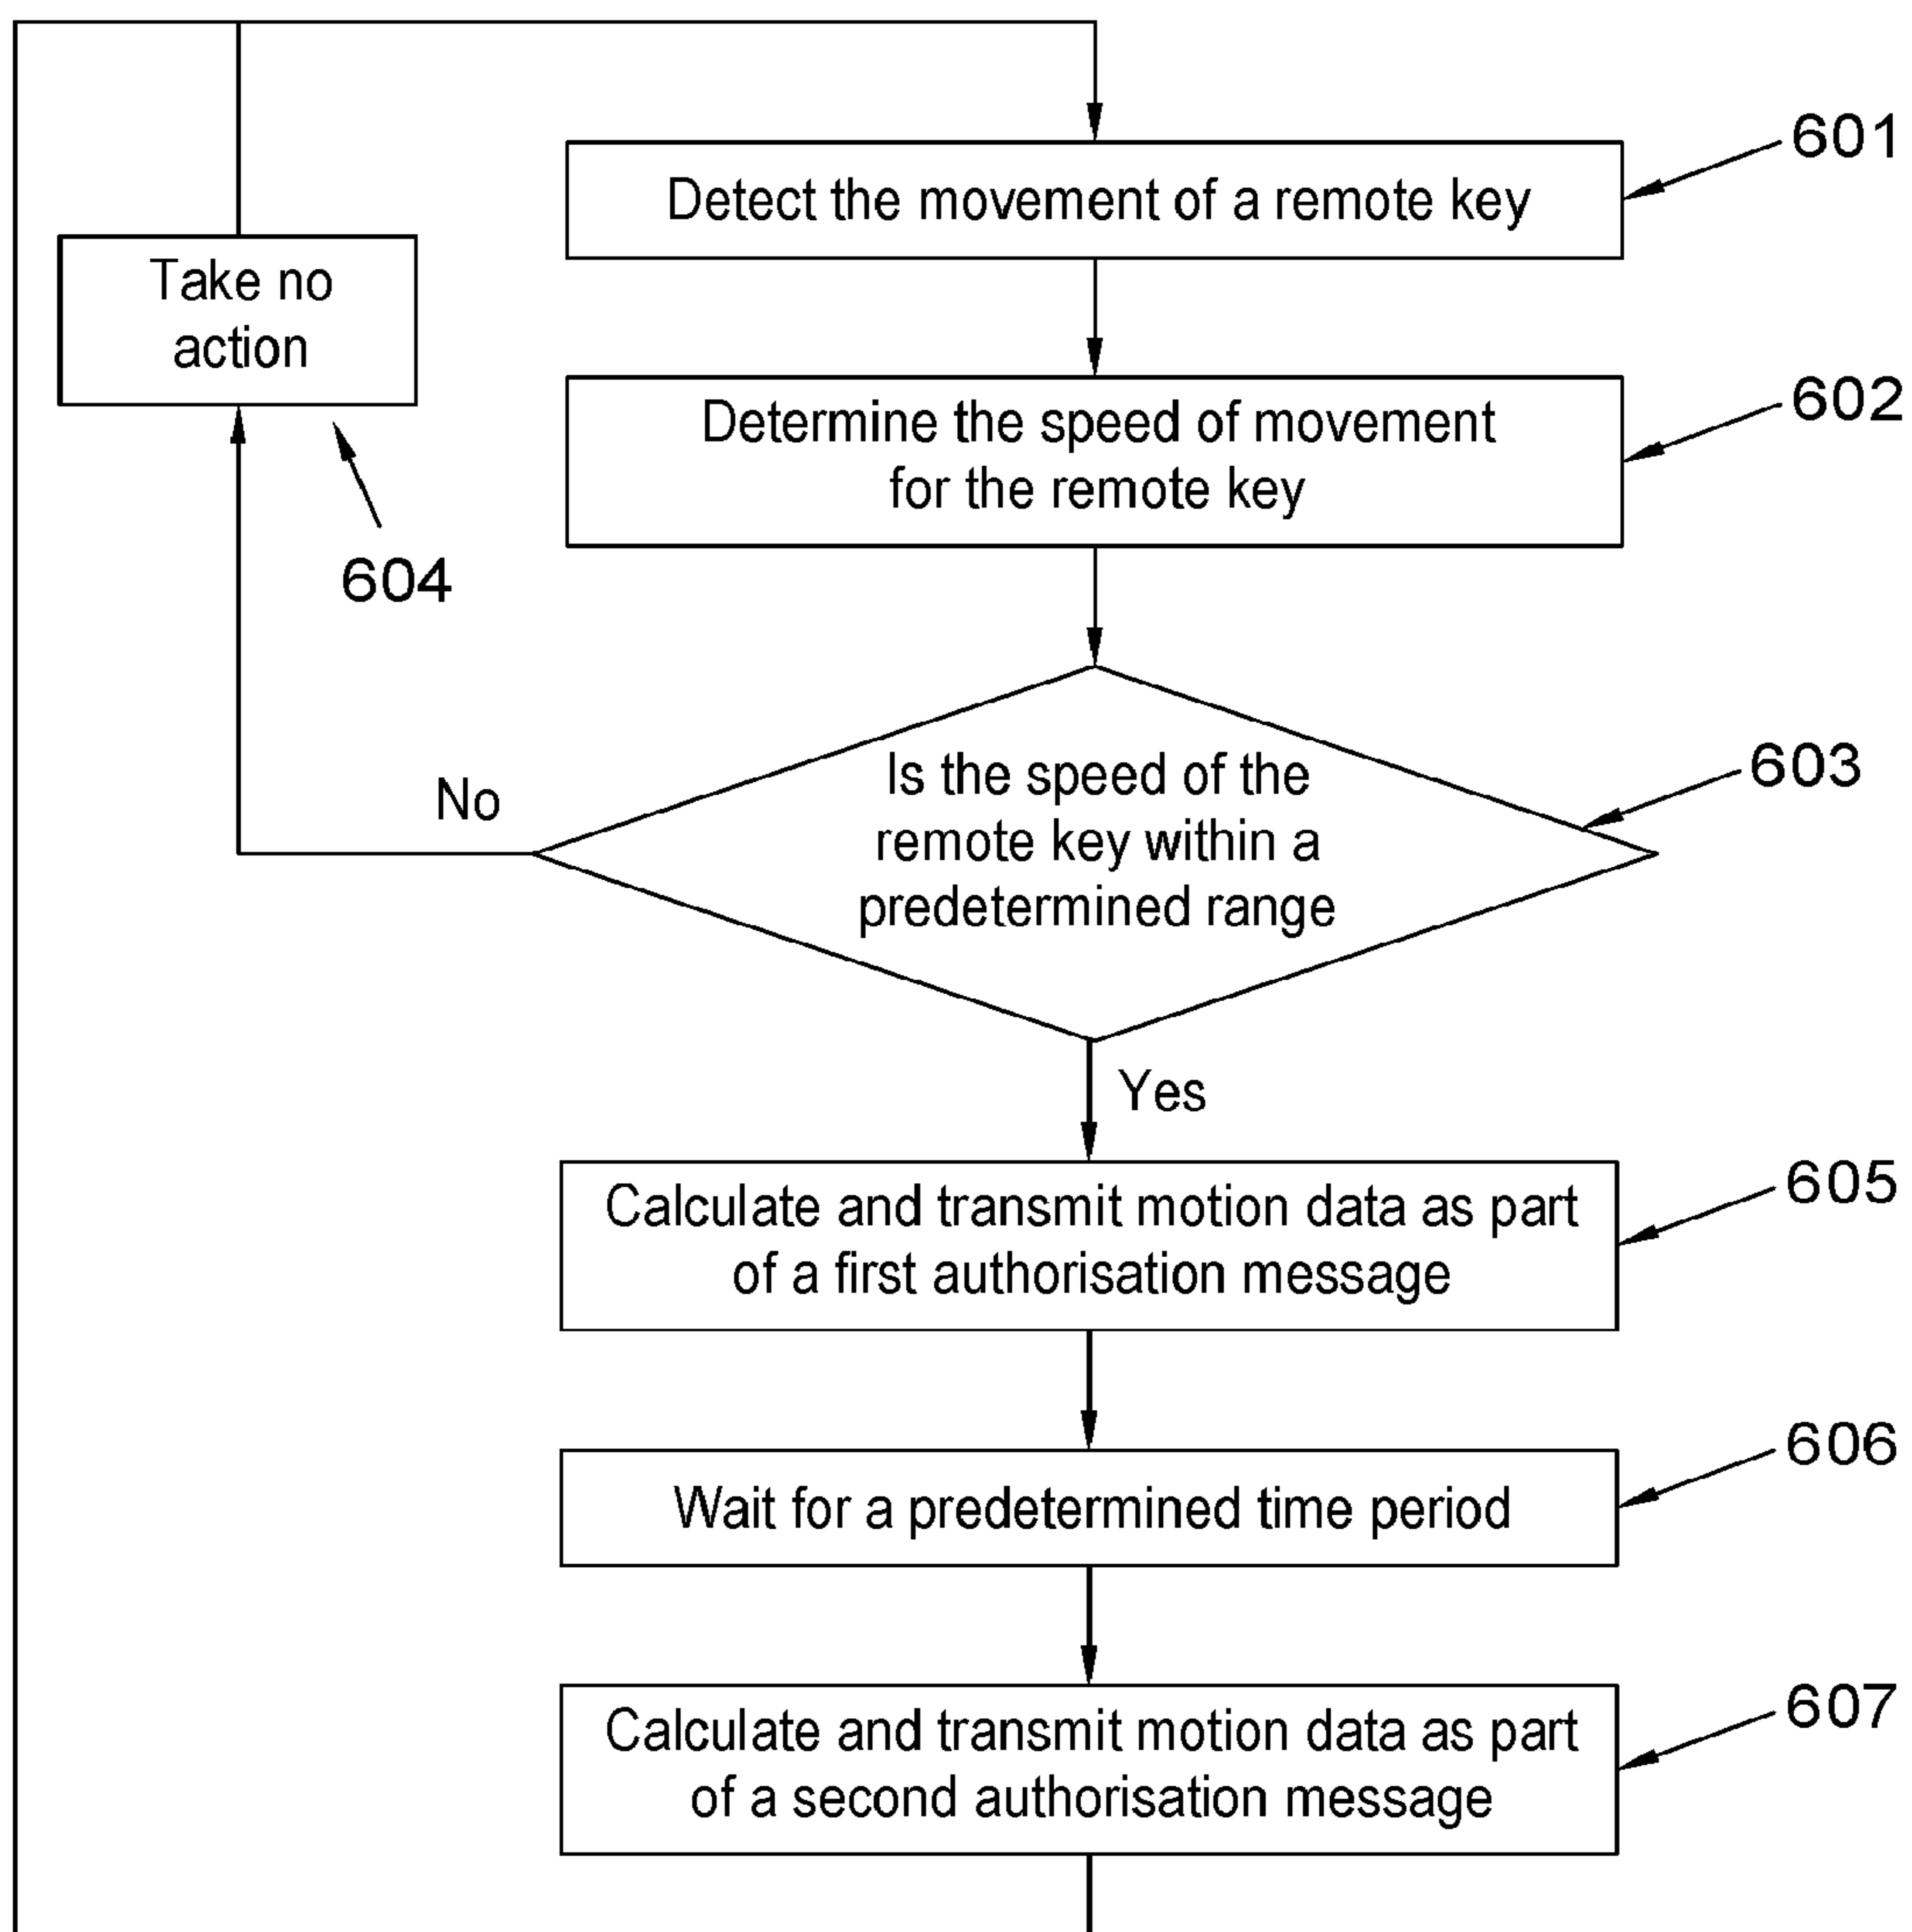 Detect the movement of a remote key
601
Take no
action
604
Determine the speed of movement
for the remote key
602
Is the speed of the
remote key within a
predetermined range
603
No
Yes
Calculate and transmit motion data as part
of a first authorisation message
605
Wait for a predetermined time period
606
Calculate and transmit motion data as part
of a second authorisation message
607